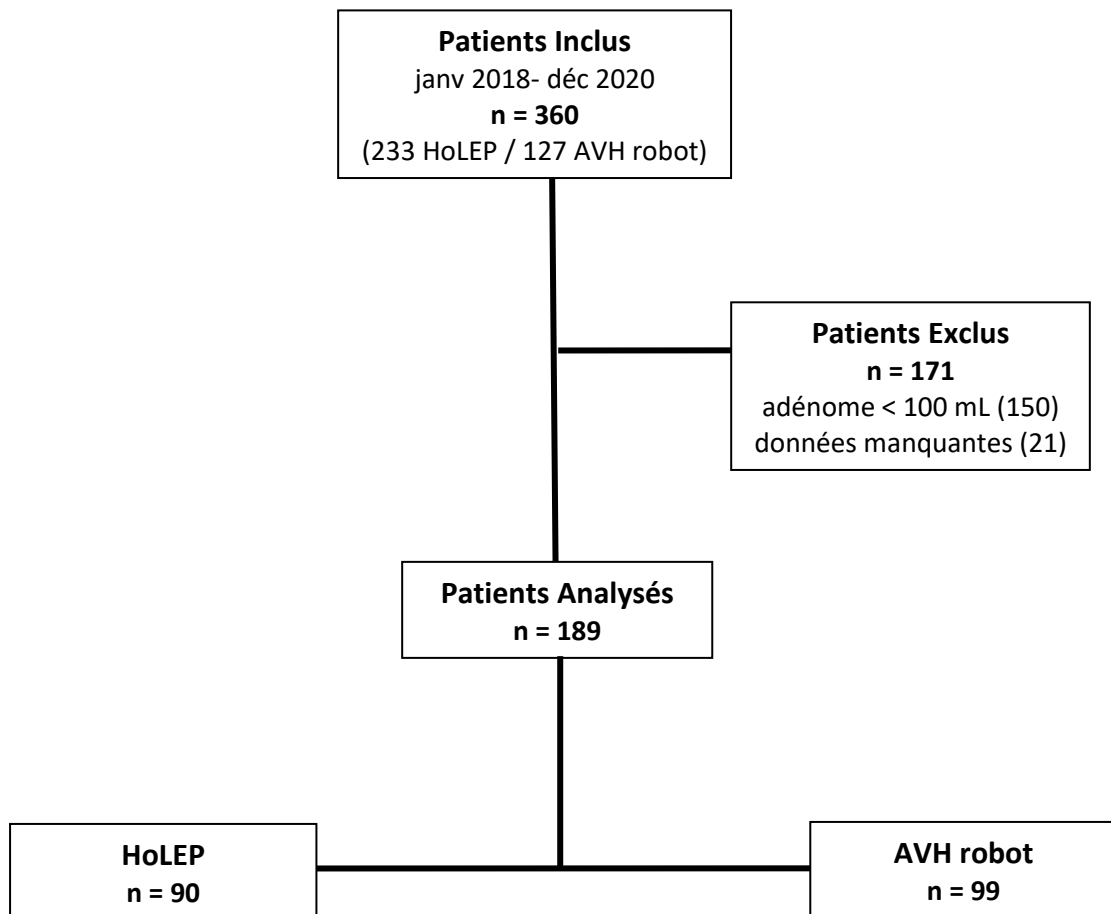 Patients Inclus
janv 2018- déc 2020
n = 360
(233 HoLEP / 127 AVH robot)
Patients Exclus
n = 171
adénome < 100 mL (150)
données manquantes (21)
Patients Analysés
n = 189
HoLEP
n = 90
AVH robot
n = 99